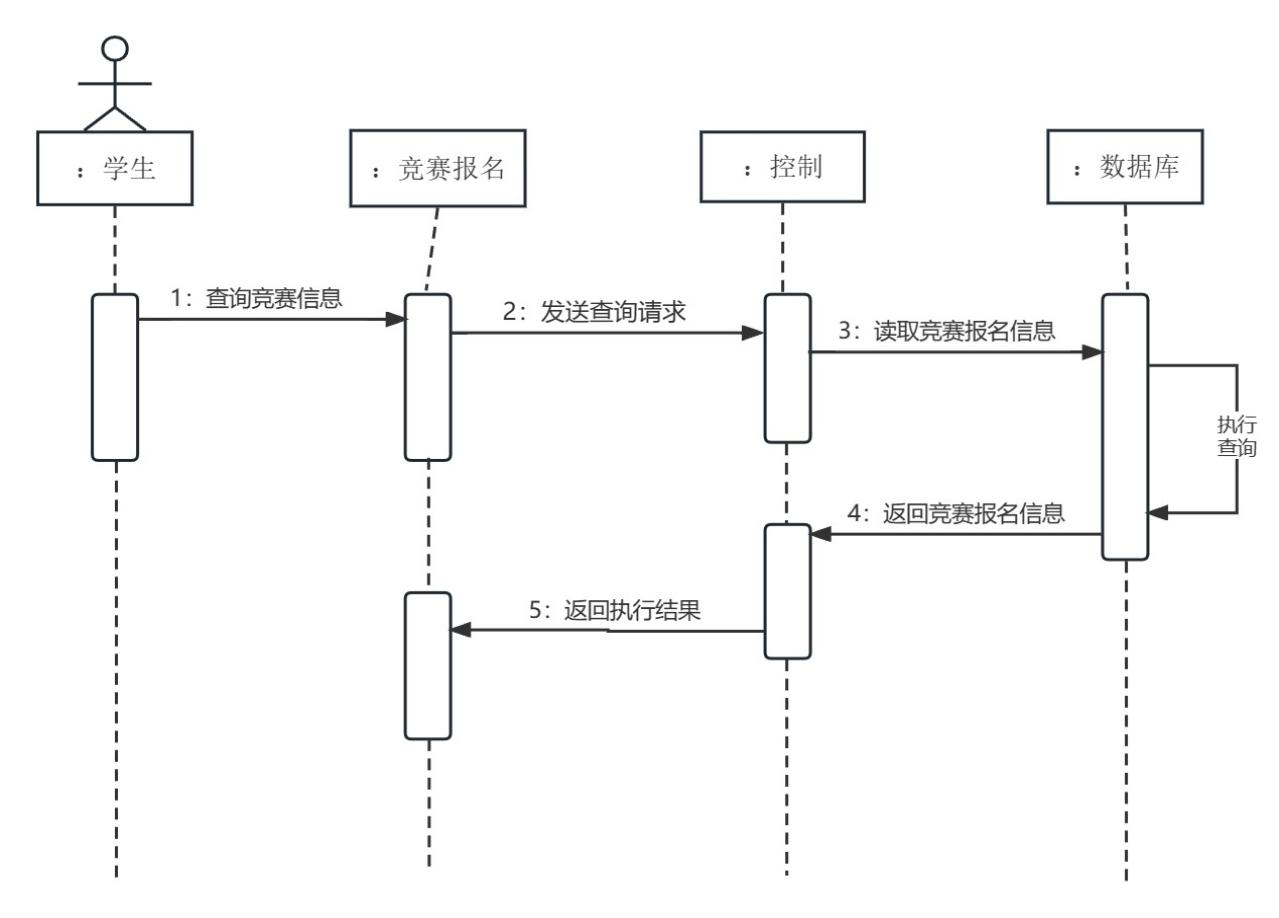 ：学生
：竞赛报名
：控制
：数据库
1：查询竞赛信息
2：发送查询请求
3：读取竞赛报名信息
执行
查询
4：返回竞赛报名信息
5：返回执行结果